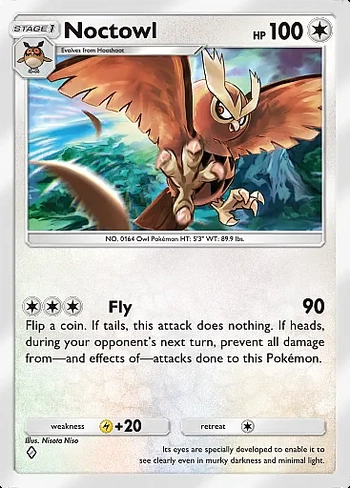 STAGE 1 Noctowl HP 100
Evolves from Hoothoot
NO. 0164 Owl Pokémon HT: 5'3" WT: 89.9 lbs.
Fly 90
Flip a coin. If tails, this attack does nothing. If heads,
during your opponent's next turn, prevent all damage
from—and effects of—attacks done to this Pokémon.
weakness +20 retreat
Illus. Nisota Niso
Its eyes are specially developed to enable it to
see clearly even in murky darkness and minimal light.